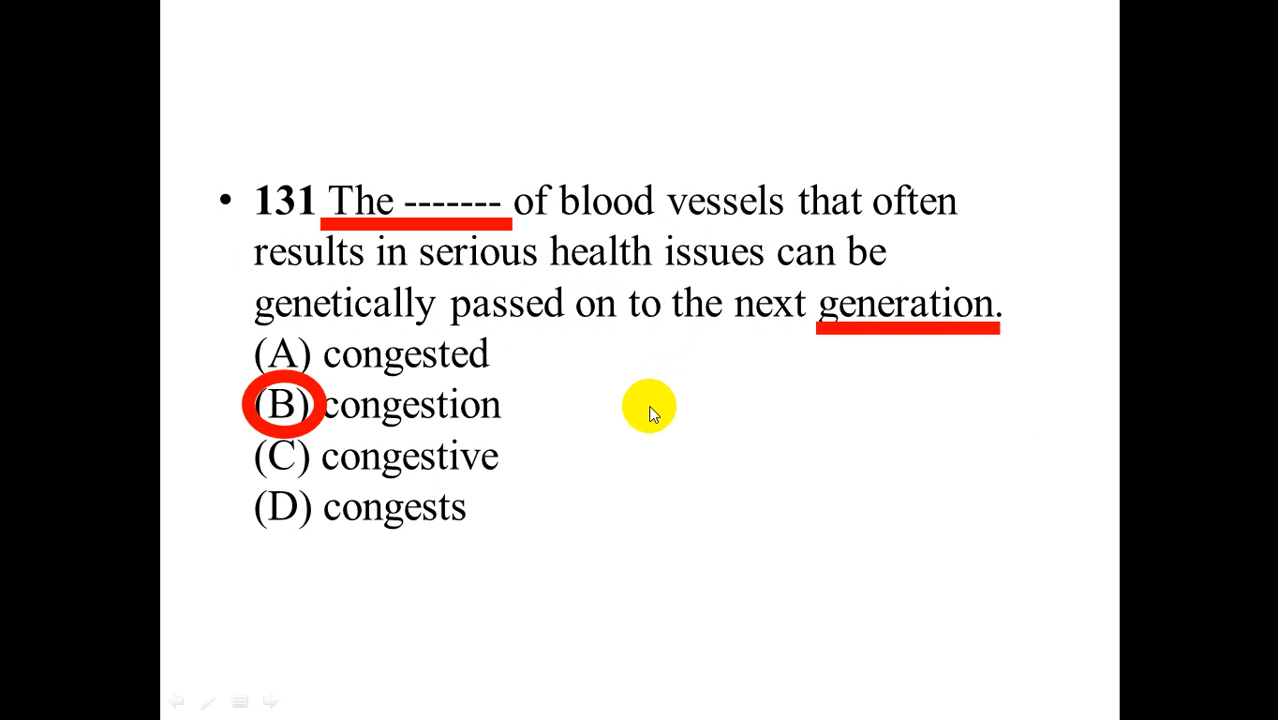 • 131 The ------- of blood vessels that often
results in serious health issues can be
genetically passed on to the next generation.
(A) congested
(B) congestion
(C) congestive
(D) congests